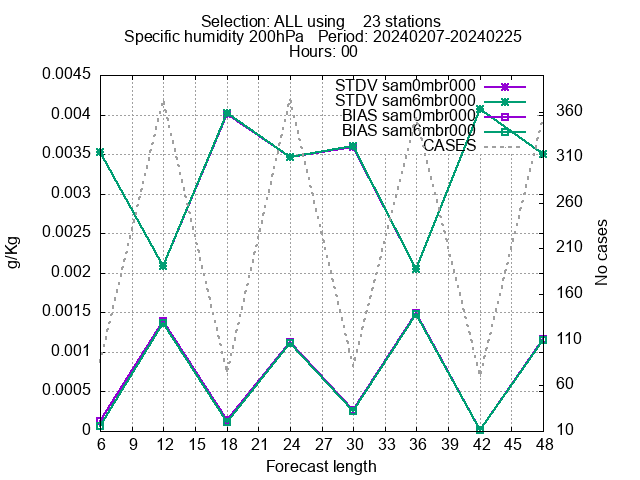 Selection: ALL using    23 stations
Specific humidity 200hPa   Period: 20240207-20240225
Hours: 00
STDV sam0mbr000
STDV sam6mbr000
BIAS sam0mbr000
BIAS sam6mbr000
CASES
0.0045
0.004
0.0035
0.003
0.0025
0.002
0.0015
0.001
0.0005
0
g/Kg
360
310
260
210
160
110
60
10
No cases
6 9 12 15 18 21 24 27 30 33 36 39 42 45 48
Forecast length